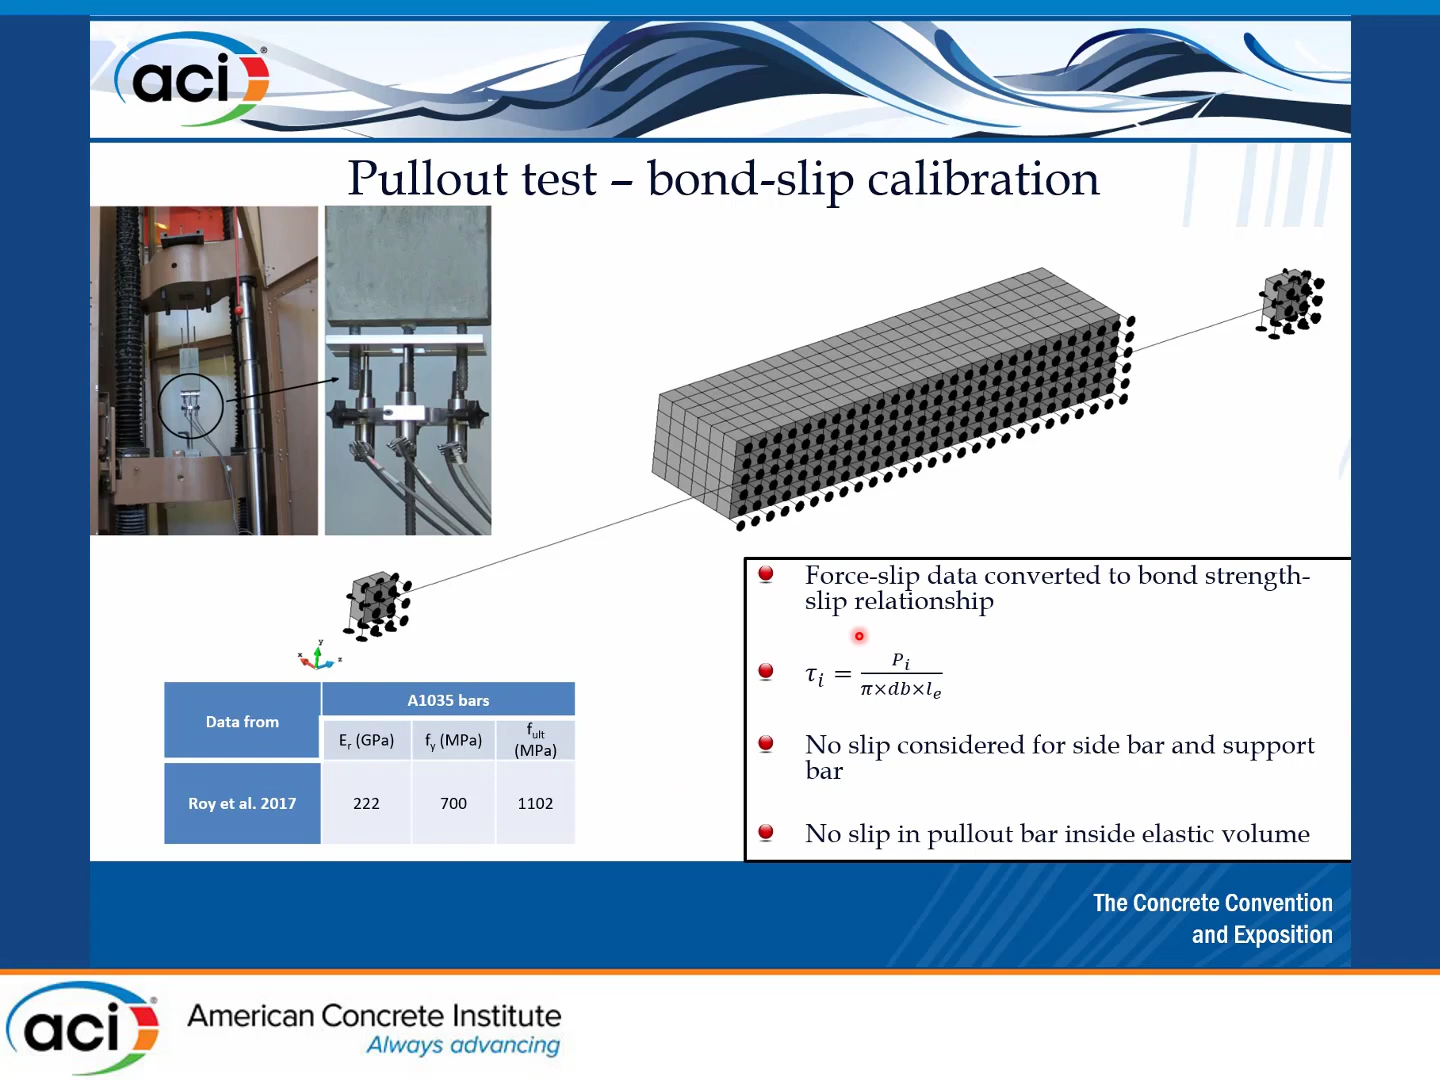 aci®
Pullout test – bond-slip calibration
y
x
z
Force-slip data converted to bond strength-
slip relationship
τᵢ = Pᵢ / (π×db×lₑ)
No slip considered for side bar and support
bar
No slip in pullout bar inside elastic volume
Data from
A1035 bars
Eᵣ (GPa)
f_y (MPa)
f_ult
(MPa)
Roy et al. 2017
222
700
1102
The Concrete Convention
and Exposition
aci®
American Concrete Institute
Always advancing